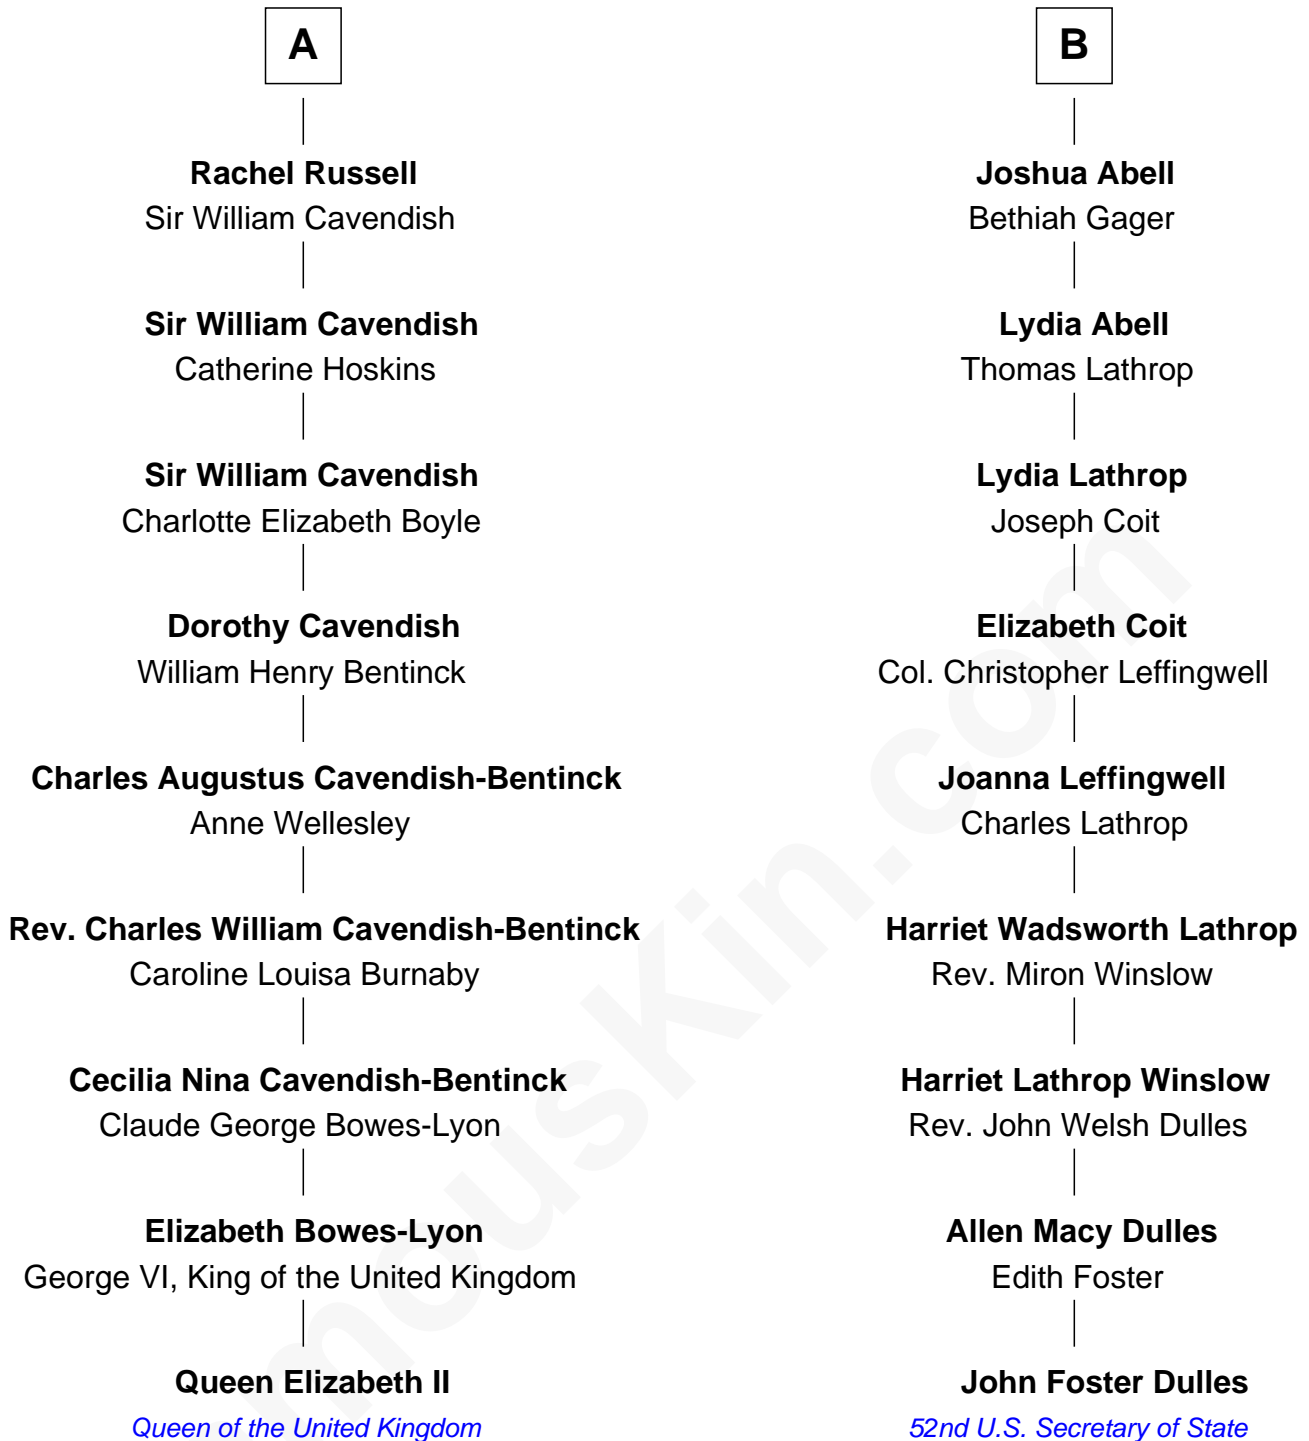 A
Rachel Russell
Sir William Cavendish
Sir William Cavendish
Catherine Hoskins
Sir William Cavendish
Charlotte Elizabeth Boyle
Dorothy Cavendish
William Henry Bentinck
Charles Augustus Cavendish-Bentinck
Anne Wellesley
Rev. Charles William Cavendish-Bentinck
Caroline Louisa Burnaby
Cecilia Nina Cavendish-Bentinck
Claude George Bowes-Lyon
Elizabeth Bowes-Lyon
George VI, King of the United Kingdom
Queen Elizabeth II
Queen of the United Kingdom
B
Joshua Abell
Bethiah Gager
Lydia Abell
Thomas Lathrop
Lydia Lathrop
Joseph Coit
Elizabeth Coit
Col. Christopher Leffingwell
Joanna Leffingwell
Charles Lathrop
Harriet Wadsworth Lathrop
Rev. Miron Winslow
Harriet Lathrop Winslow
Rev. John Welsh Dulles
Allen Macy Dulles
Edith Foster
John Foster Dulles
52nd U.S. Secretary of State
mousKin.com